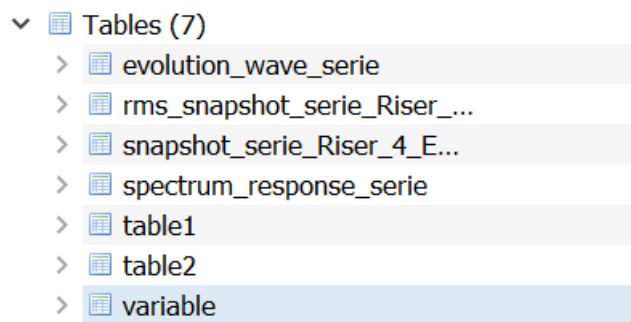 Tables (7)
evolution_wave_serie
rms_snapshot_serie_Riser_...
snapshot_serie_Riser_4_E...
spectrum_response_serie
table1
table2
variable